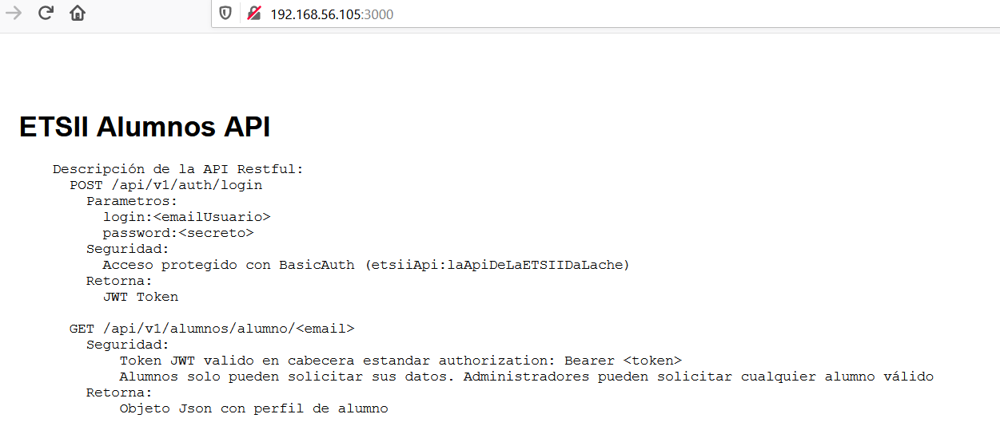 192.168.56.105:3000
ETSII Alumnos API
Descripción de la API Restful:
POST /api/v1/auth/login
Parametros:
login:<emailUsuario>
password:<secreto>
Seguridad:
Acceso protegido con BasicAuth (etsiiApi:laApiDeLaETSIIDaLache)
Retorna:
JWT Token
GET /api/v1/alumnos/alumno/<email>
Seguridad:
Token JWT valido en cabecera estandar authorization: Bearer <token>
Alumnos solo pueden solicitar sus datos. Administradores pueden solicitar cualquier alumno válido
Retorna:
Objeto Json con perfil de alumno